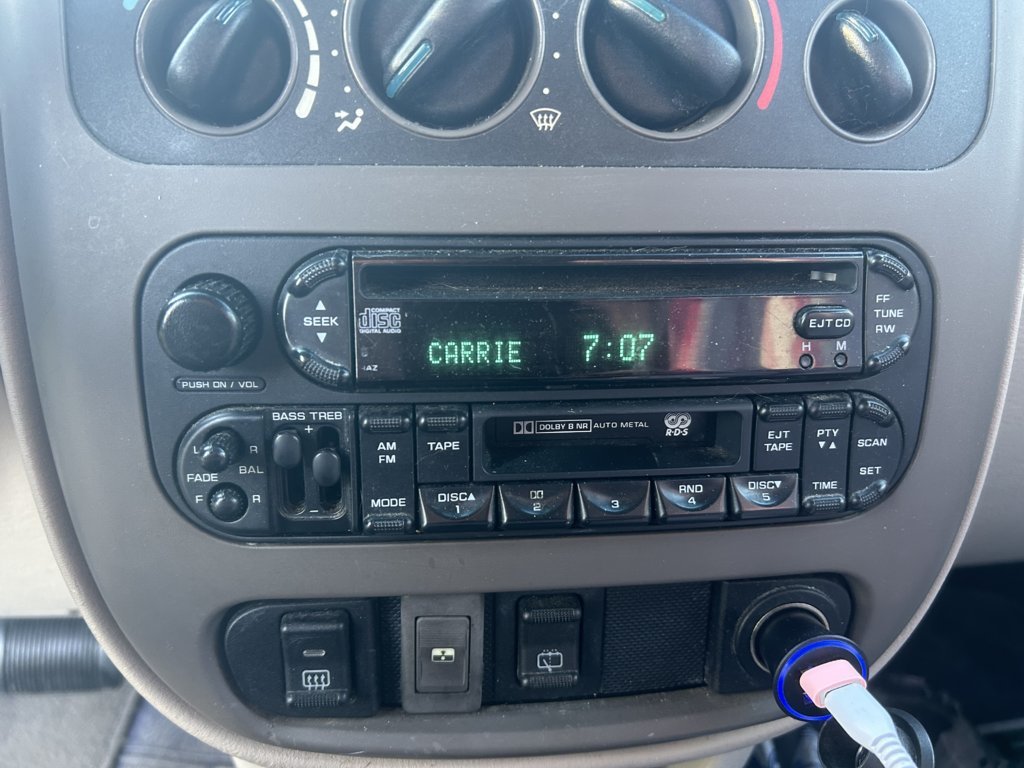 SEEK
COMPACT
disc
DIGITAL AUDIO
CARRIE 7:07
EJT CD
H M
FF
TUNE
RW
PUSH ON / VOL
BASS TREB
+
−
L R
FADE BAL
F R
AM
FM
MODE
TAPE
DOLBY B NR AUTO METAL
R·D·S
EJT
TAPE
PTY
TIME
SCAN
SET
DISC
1
2
3
RND
4
DISC
5